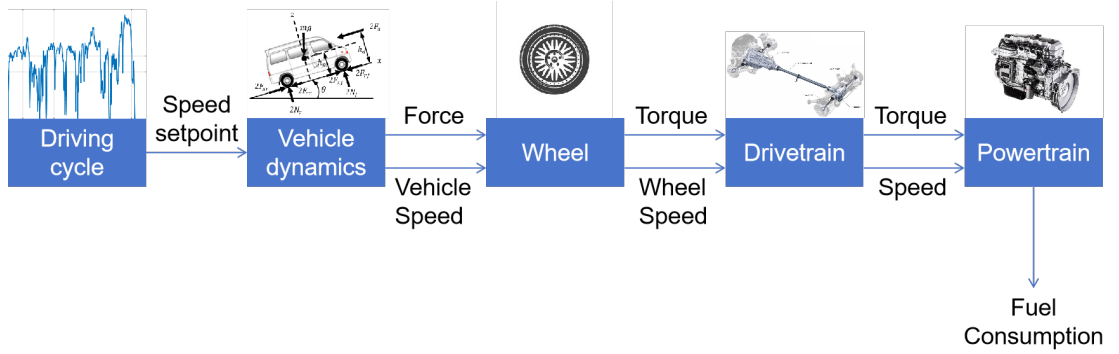 Driving
cycle
Speed
setpoint
z
mg
x
θ
Vehicle
dynamics
Force
Vehicle
Speed
Wheel
Torque
Wheel
Speed
Drivetrain
Torque
Speed
Powertrain
Fuel
Consumption